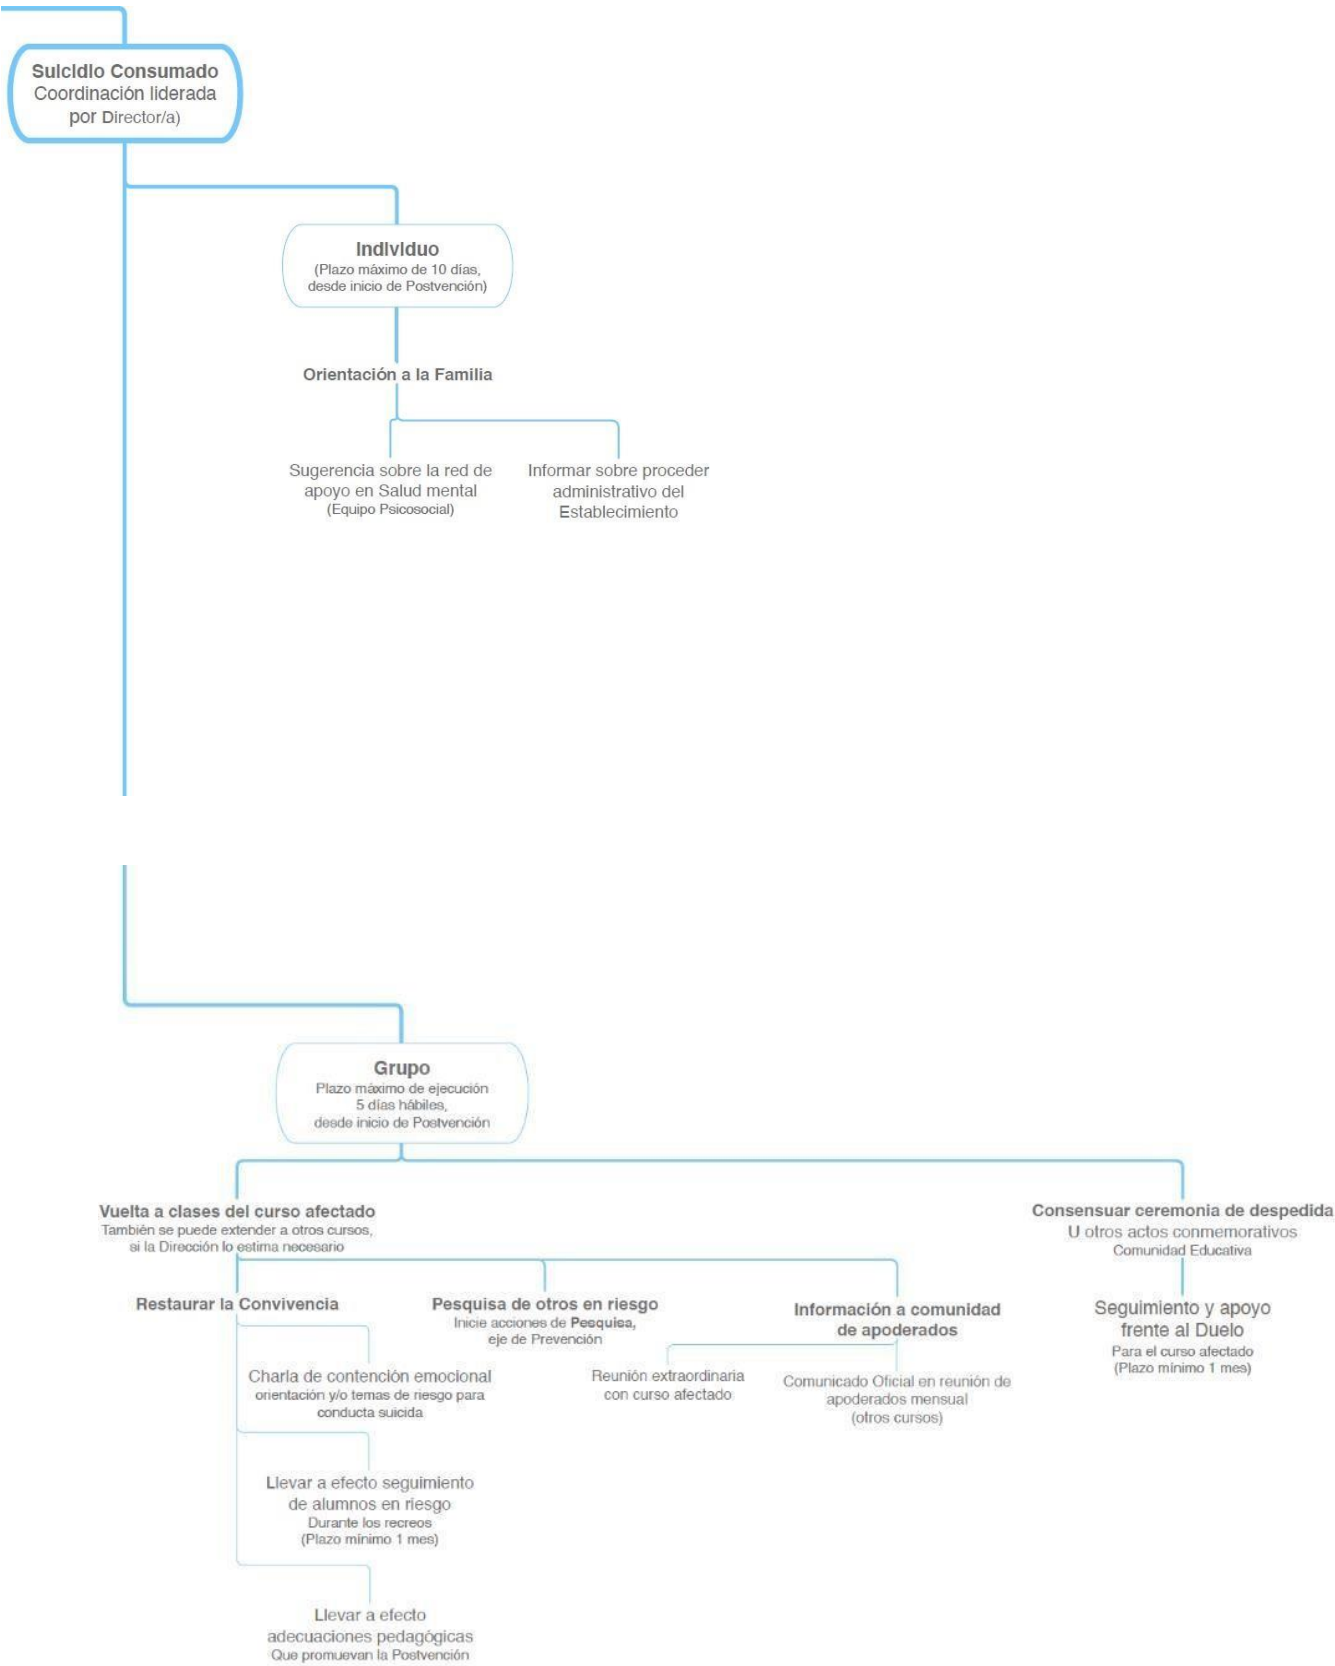 Suicidio Consumado
Coordinación liderada
por Director/a)
Individuo
(Plazo máximo de 10 días,
desde inicio de Postvención)
Orientación a la Familia
Sugerencia sobre la red de
apoyo en Salud mental
(Equipo Psicosocial)
Informar sobre proceder
administrativo del
Establecimiento
Grupo
Plazo máximo de ejecución
5 días hábiles,
desde inicio de Postvención
Vuelta a clases del curso afectado
También se puede extender a otros cursos,
si la Dirección lo estima necesario
Consensuar ceremonia de despedida
U otros actos conmemorativos
Comunidad Educativa
Restaurar la Convivencia
Pesquisa de otros en riesgo
Inicie acciones de Pesquisa,
eje de Prevención
Información a comunidad
de apoderados
Seguimiento y apoyo
frente al Duelo
Para el curso afectado
(Plazo mínimo 1 mes)
Charla de contención emocional
orientación y/o temas de riesgo para
conducta suicida
Reunión extraordinaria
con curso afectado
Comunicado Oficial en reunión de
apoderados mensual
(otros cursos)
Llevar a efecto seguimiento
de alumnos en riesgo
Durante los recreos
(Plazo mínimo 1 mes)
Llevar a efecto
adecuaciones pedagógicas
Que promuevan la Postvención